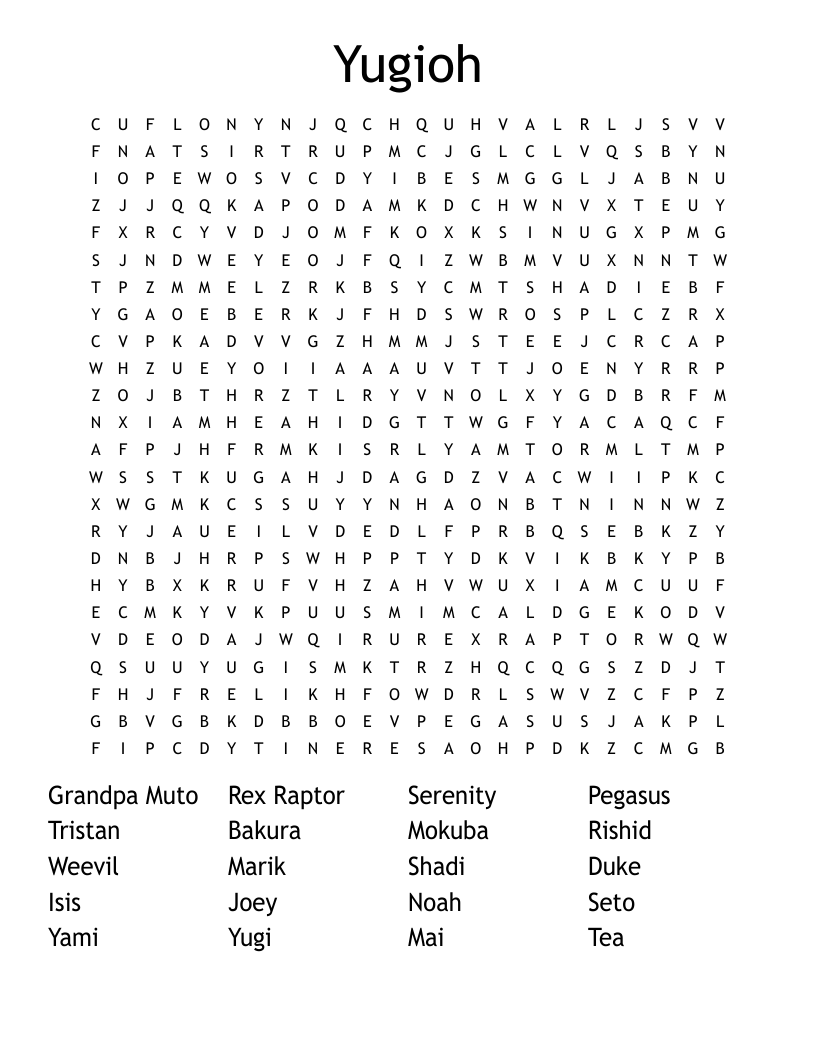 Yugioh
C U F L O N Y N J Q C H Q U H V A L R L J S V V
F N A T S I R T R U P M C J G L C L V Q S B Y N
I O P E W O S V C D Y I B E S M G G L J A B N U
Z J J Q Q K A P O D A M K D C H W N V X T E U Y
F X R C Y V D J O M F K O X K S I N U G X P M G
S J N D W E Y E O J F Q I Z W B M V U X N N T W
T P Z M M E L Z R K B S Y C M T S H A D I E B F
Y G A O E B E R K J F H D S W R O S P L C Z R X
C V P K A D V V G Z H M M J S T E E J C R C A P
W H Z U E Y O I I A A A U V T T J O E N Y R R P
Z O J B T H R Z T L R Y V N O L X Y G D B R F M
N X I A M H E A H I D G T T W G F Y A C A Q C F
A F P J H F R M K I S R L Y A M T O R M L T M P
W S S T K U G A H J D A G D Z V A C W I I P K C
X W G M K C S S U Y Y N H A O N B T N I N N W Z
R Y J A U E I L V D E D L F P R B Q S E B K Z Y
D N B J H R P S W H P P T Y D K V I K B K Y P B
H Y B X K R U F V H Z A H V W U X I A M C U U F
E C M K Y V K P U U S M I M C A L D G E K O D V
V D E O D A J W Q I R U R E X R A P T O R W Q W
Q S U U Y U G I S M K T R Z H Q C Q G S Z D J T
F H J F R E L I K H F O W D R L S W V Z C F P Z
G B V G B K D B B O E V P E G A S U S J A K P L
F I P C D Y T I N E R E S A O H P D K Z C M G B
Grandpa Muto Rex Raptor Serenity Pegasus
Tristan Bakura Mokuba Rishid
Weevil Marik Shadi Duke
Isis Joey Noah Seto
Yami Yugi Mai Tea